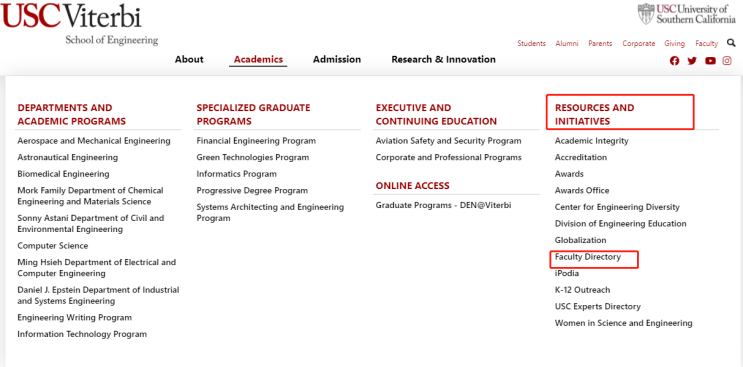 USC Viterbi
School of Engineering
USC University of
Southern California
Students Alumni Parents Corporate Giving Faculty
About Academics Admission Research & Innovation
DEPARTMENTS AND
ACADEMIC PROGRAMS
Aerospace and Mechanical Engineering
Astronautical Engineering
Biomedical Engineering
Mork Family Department of Chemical
Engineering and Materials Science
Sonny Astani Department of Civil and
Environmental Engineering
Computer Science
Ming Hsieh Department of Electrical and
Computer Engineering
Daniel J. Epstein Department of Industrial
and Systems Engineering
Engineering Writing Program
Information Technology Program
SPECIALIZED GRADUATE
PROGRAMS
Financial Engineering Program
Green Technologies Program
Informatics Program
Progressive Degree Program
Systems Architecting and Engineering
Program
EXECUTIVE AND
CONTINUING EDUCATION
Aviation Safety and Security Program
Corporate and Professional Programs
ONLINE ACCESS
Graduate Programs - DEN@Viterbi
RESOURCES AND
INITIATIVES
Academic Integrity
Accreditation
Awards
Awards Office
Center for Engineering Diversity
Division of Engineering Education
Globalization
Faculty Directory
iPodia
K-12 Outreach
USC Experts Directory
Women in Science and Engineering